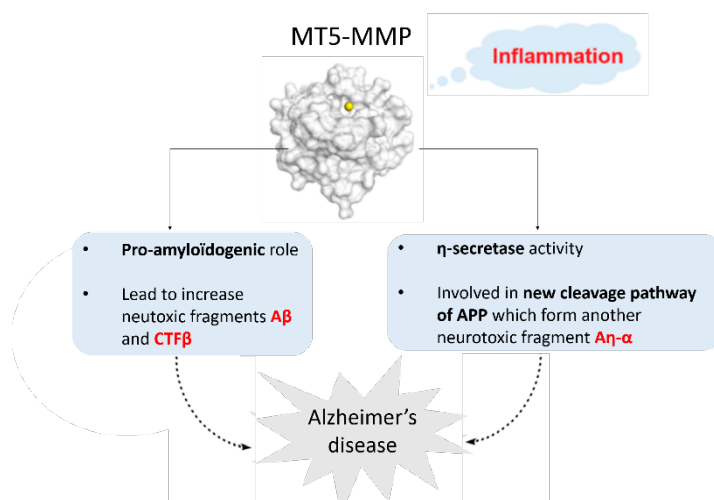 MT5-MMP
Inflammation
• Pro-amyloïdogenic role
• Lead to increase
neutoxic fragments Aβ
and CTFβ
• η-secretase activity
• Involved in new cleavage pathway
of APP which form another
neurotoxic fragment Aη-α
Alzheimer's
disease